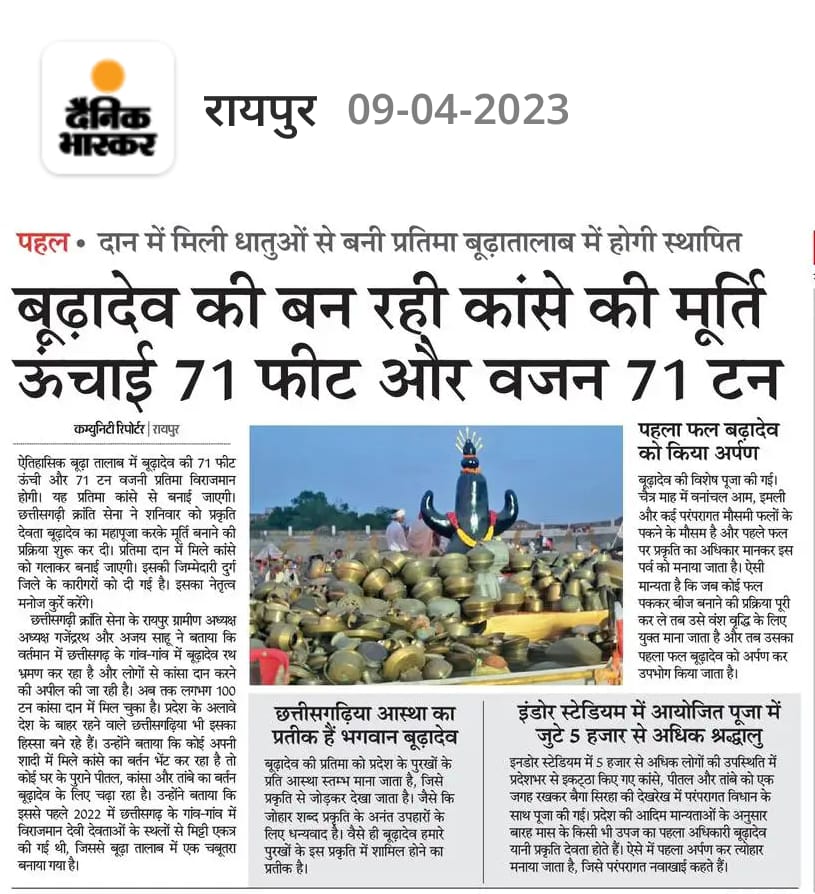 दैनिक
भास्कर
रायपुर 09-04-2023
पहल • दान में मिली धातुओं से बनी प्रतिमा बूढ़ातालाब में होगी स्थापित
बूढ़ादेव की बन रही कांसे की मूर्ति
ऊंचाई 71 फीट और वजन 71 टन
कम्युनिटी रिपोर्टर | रायपुर
ऐतिहासिक बूढ़ा तालाब में बूढ़ादेव की 71 फीट
ऊंची और 71 टन वजनी प्रतिमा विराजमान
होगी। यह प्रतिमा कांसे से बनाई जाएगी।
छत्तीसगढ़ी क्रांति सेना ने शनिवार को प्रकृति
देवता बूढ़ादेव का महापूजा करके मूर्ति बनाने की
प्रक्रिया शुरू कर दी। प्रतिमा दान में मिले कांसे
को गलाकर बनाई जाएगी। इसकी जिम्मेदारी दुर्ग
जिले के कारीगरों को दी गई है। इसका नेतृत्व
मनोज कुर्रे करेंगे।
छत्तीसगढ़ी क्रांति सेना के रायपुर ग्रामीण अध्यक्ष
अध्यक्ष गजेंद्ररथ और अजय साहू ने बताया कि
वर्तमान में छत्तीसगढ़ के गांव-गांव में बूढ़ादेव रथ
भ्रमण कर रहा है और लोगों से कांसा दान करने
की अपील की जा रही है। अब तक लगभग 100
टन कांसा दान में मिल चुका है। प्रदेश के अलावे
देश के बाहर रहने वाले छत्तीसगढ़िया भी इसका
हिस्सा बने रहे हैं। उन्होंने बताया कि कोई अपनी
शादी में मिले कांसे का बर्तन भेंट कर रहा है तो
कोई घर के पुराने पीतल, कांसा और तांबे का बर्तन
बूढ़ादेव के लिए चढ़ा रहा है। उन्होंने बताया कि
इससे पहले 2022 में छत्तीसगढ़ के गांव-गांव में
विराजमान देवी देवताओं के स्थलों से मिट्टी एकत्र
की गई थी, जिससे बूढ़ा तालाब में एक चबूतरा
बनाया गया है।
पहला फल बूढ़ादेव
को किया अर्पण
बूढ़ादेव की विशेष पूजा की गई।
चैत्र माह में वनांचल आम, इमली
और कई परंपरागत मौसमी फलों के
पकने के मौसम है और पहले फल
पर प्रकृति का अधिकार मानकर इस
पर्व को मनाया जाता है। ऐसी
मान्यता है कि जब कोई फल
पककर बीज बनाने की प्रक्रिया पूरी
कर ले तब उसे वंश वृद्धि के लिए
युक्त माना जाता है और तब उसका
पहला फल बूढ़ादेव को अर्पण कर
उपभोग किया जाता है।
छत्तीसगढ़िया आस्था का
प्रतीक हैं भगवान बूढ़ादेव
बूढ़ादेव की प्रतिमा को प्रदेश के पुरखों के
प्रति आस्था स्तम्भ माना जाता है, जिसे
प्रकृति से जोड़कर देखा जाता है। जैसे कि
जोहार शब्द प्रकृति के अनंत उपहारों के
लिए धन्यवाद है। वैसे ही बूढ़ादेव हमारे
पुरखों के इस प्रकृति में शामिल होने का
प्रतीक है।
इंडोर स्टेडियम में आयोजित पूजा में
जुटे 5 हजार से अधिक श्रद्धालु
इनडोर स्टेडियम में 5 हजार से अधिक लोगों की उपस्थिति में
प्रदेशभर से इकट्ठा किए गए कांसे, पीतल और तांबे को एक
जगह रखकर बैगा सिरहा की देखरेख में परंपरागत विधान के
साथ पूजा की गई। प्रदेश की आदिम मान्यताओं के अनुसार
बारह मास के किसी भी उपज का पहला अधिकारी बूढ़ादेव
यानी प्रकृति देवता होते हैं। ऐसे में पहला अर्पण कर त्योहार
मनाया जाता है, जिसे परंपरागत नवाखाई कहते हैं।